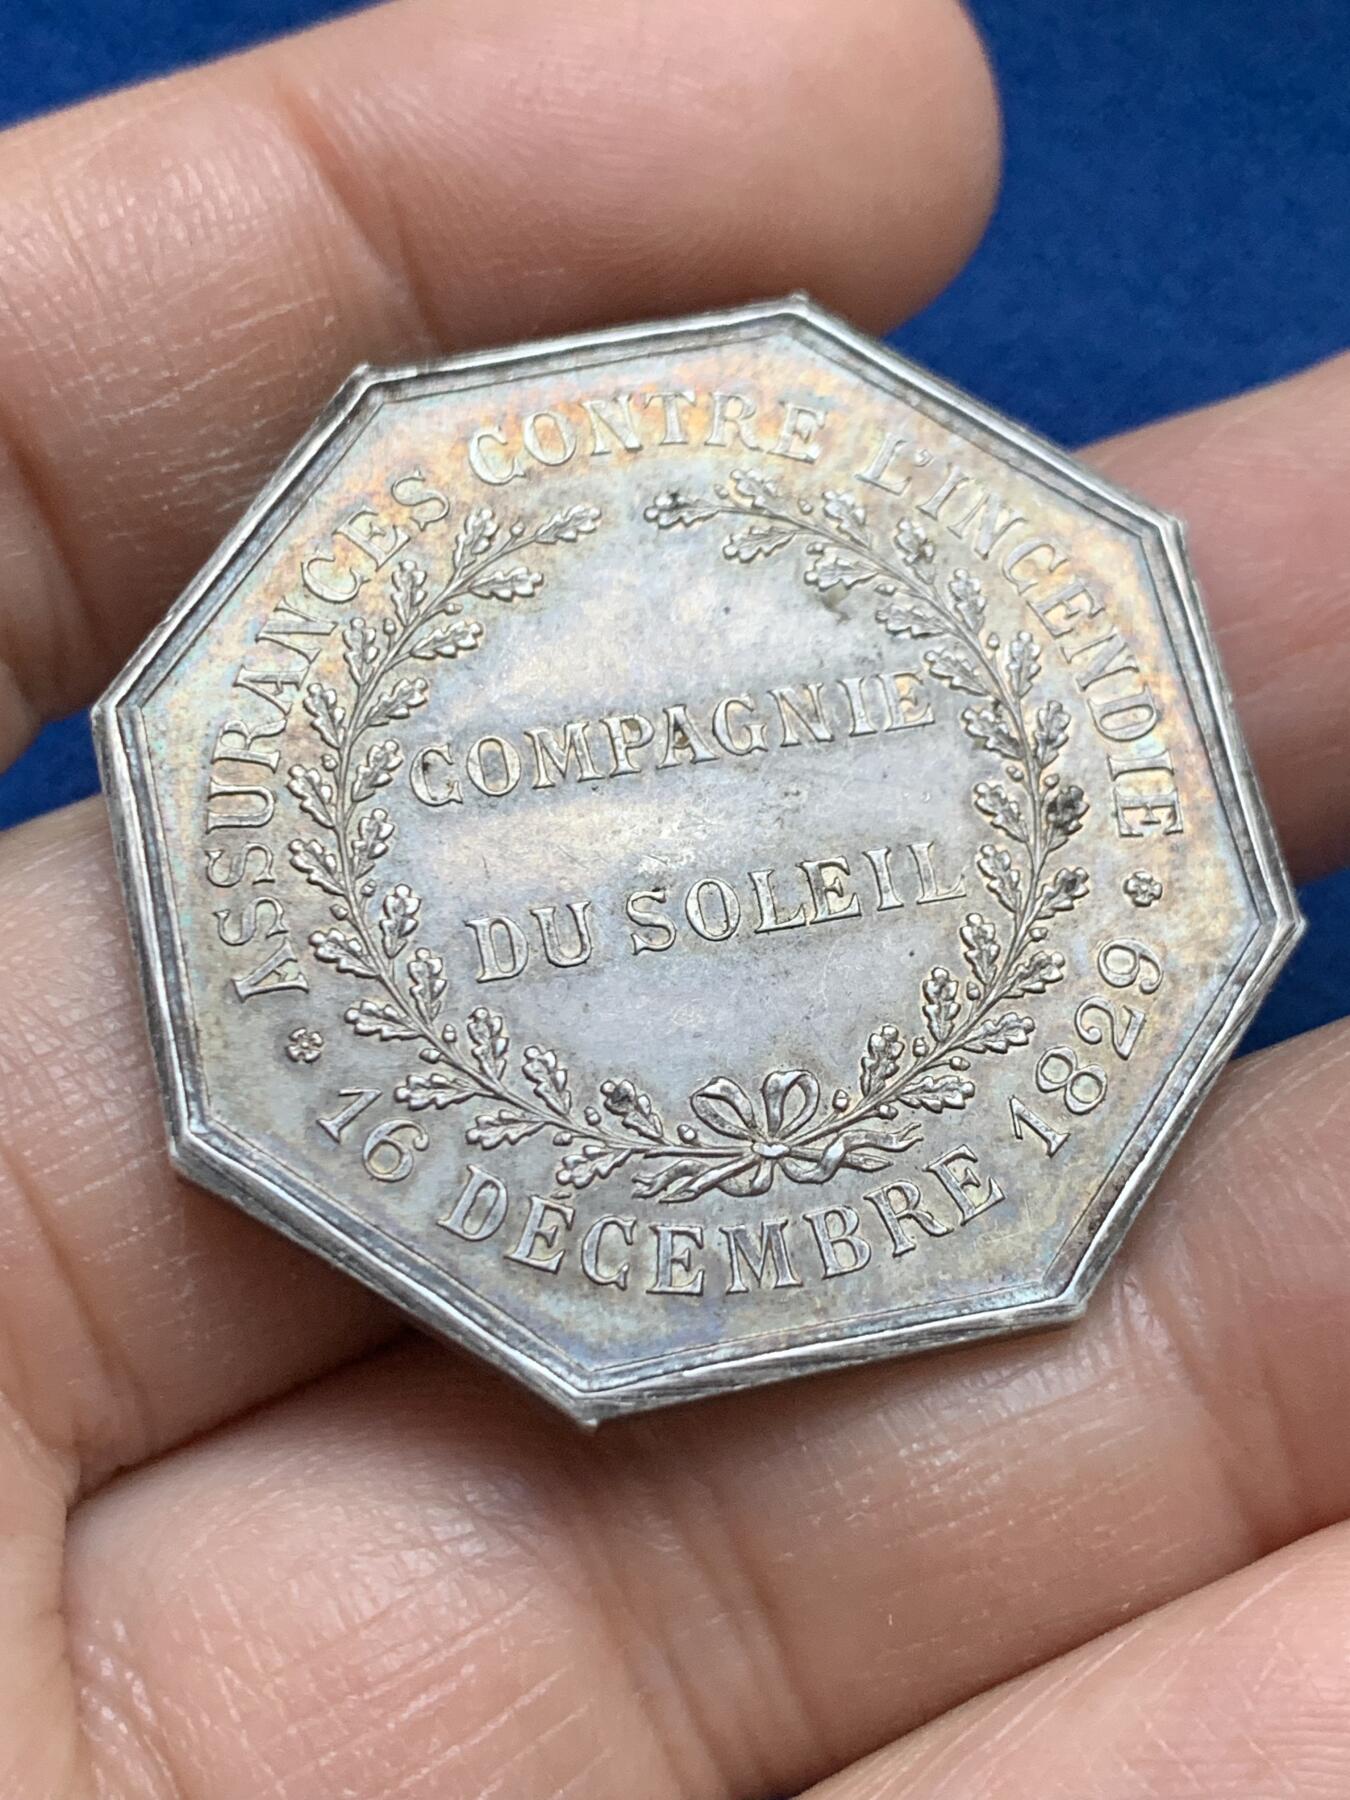 ASSURANCES CONTRE L'INCENDIE
COMPAGNIE
DU SOLEIL
16 DÉCEMBRE 1829